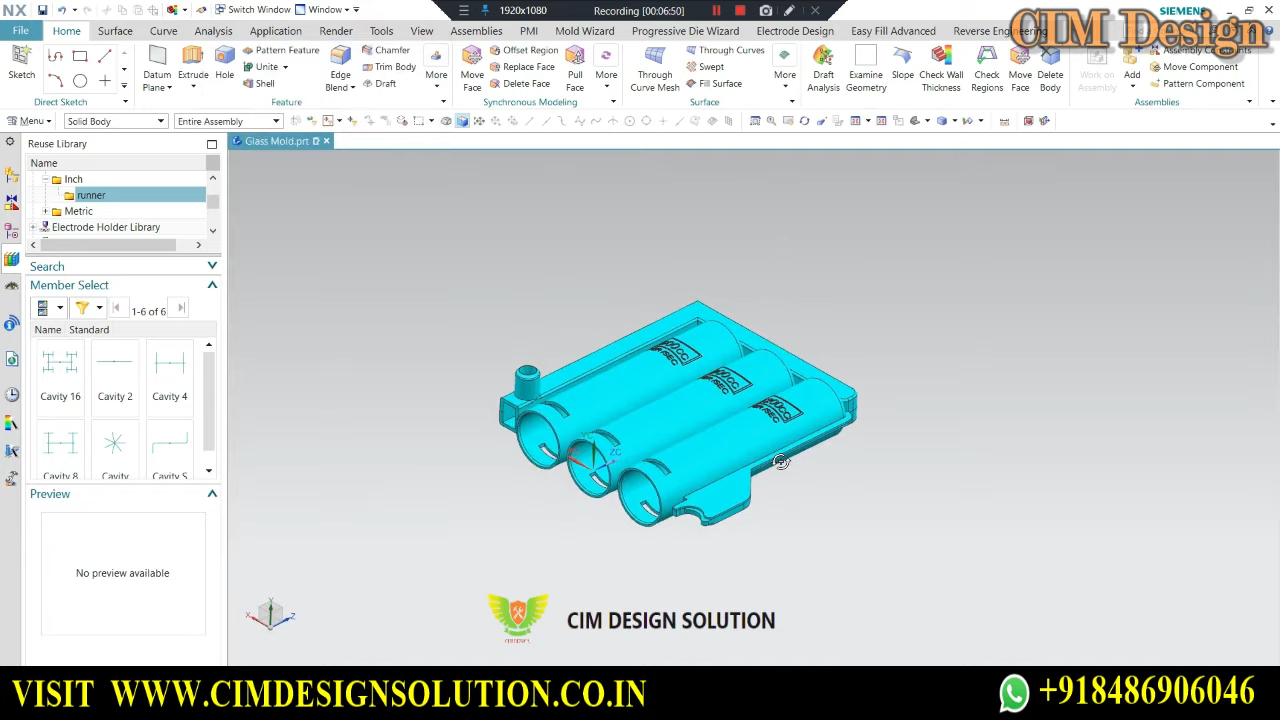 NX
Switch Window
Window
1920x1080
Recording [00:06:50]
SIEMENS
CIM Design
File
Home
Surface
Curve
Analysis
Application
Render
Tools
View
Assemblies
PMI
Mold Wizard
Progressive Die Wizard
Electrode Design
Easy Fill Advanced
Reverse Engineering
Sketch
Direct Sketch
Datum Plane
Extrude
Hole
Pattern Feature
Unite
Shell
Edge Blend
Chamfer
Trim Body
Draft
More
Feature
Move Face
Offset Region
Replace Face
Delete Face
Pull Face
More
Synchronous Modeling
Through Curve Mesh
Through Curves
Swept
Fill Surface
More
Surface
Draft Analysis
Examine Geometry
Slope
Check Wall Thickness
Check Regions
Move Face
Delete Body
Work on Assembly
Add
Assembly Constraints
Move Component
Pattern Component
Assemblies
Menu
Solid Body
Entire Assembly
Reuse Library
Glass Mold.prt
Name
Inch
runner
Metric
Electrode Holder Library
Search
Member Select
1-6 of 6
Name Standard
Cavity 16
Cavity 2
Cavity 4
Cavity 8
Cavity
Cavity S
Preview
No preview available
ZC
X
Y
Z
CIM DESIGN SOLUTION
VISIT WWW.CIMDESIGNSOLUTION.CO.IN
+918486906046